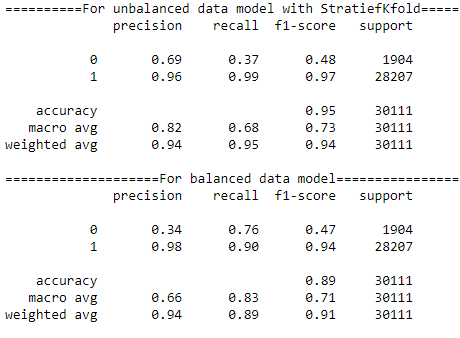 ==========For unbalanced data model with StratiefKfold=====
              precision    recall  f1-score   support

           0       0.69      0.37      0.48      1904
           1       0.96      0.99      0.97     28207

    accuracy                           0.95     30111
   macro avg       0.82      0.68      0.73     30111
weighted avg       0.94      0.95      0.94     30111

====================For balanced data model================
              precision    recall  f1-score   support

           0       0.34      0.76      0.47      1904
           1       0.98      0.90      0.94     28207

    accuracy                           0.89     30111
   macro avg       0.66      0.83      0.71     30111
weighted avg       0.94      0.89      0.91     30111